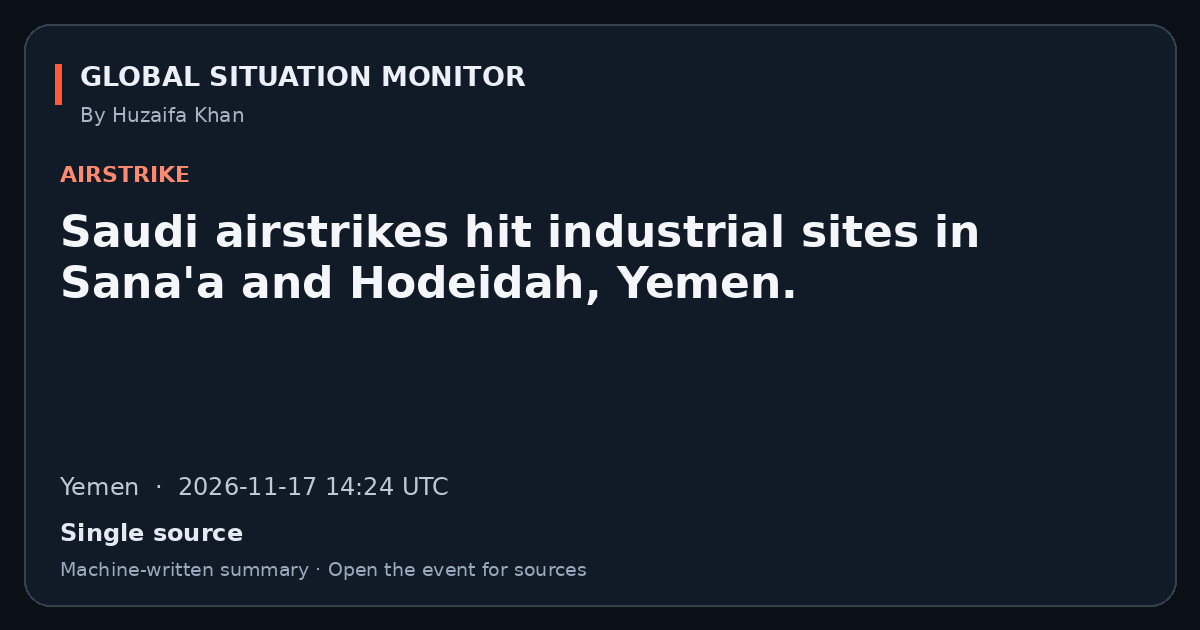 GLOBAL SITUATION MONITOR
By Huzaifa Khan
AIRSTRIKE
Saudi airstrikes hit industrial sites in
Sana'a and Hodeidah, Yemen.
Yemen · 2026-11-17 14:24 UTC
Single source
Machine-written summary · Open the event for sources